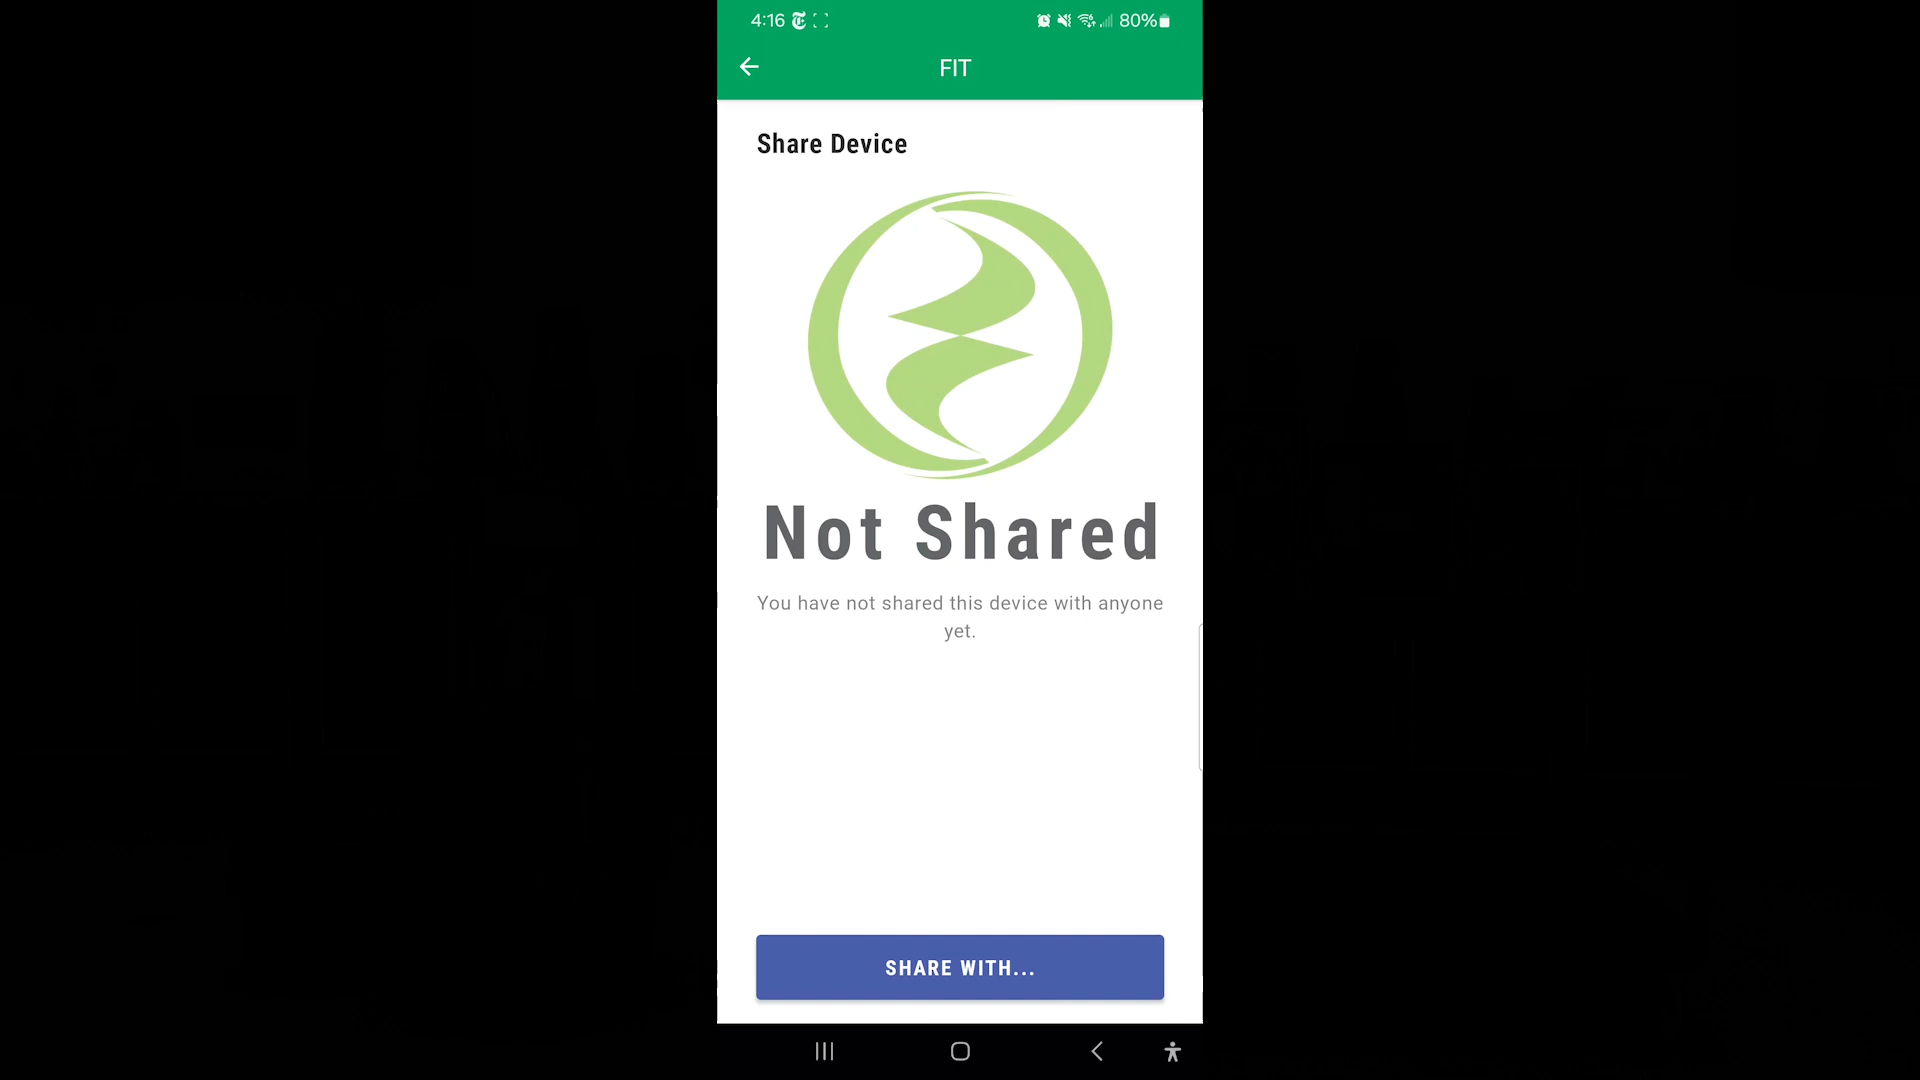 4:16 80%
FIT
Share Device
Not Shared
You have not shared this device with anyone
yet.
SHARE WITH...